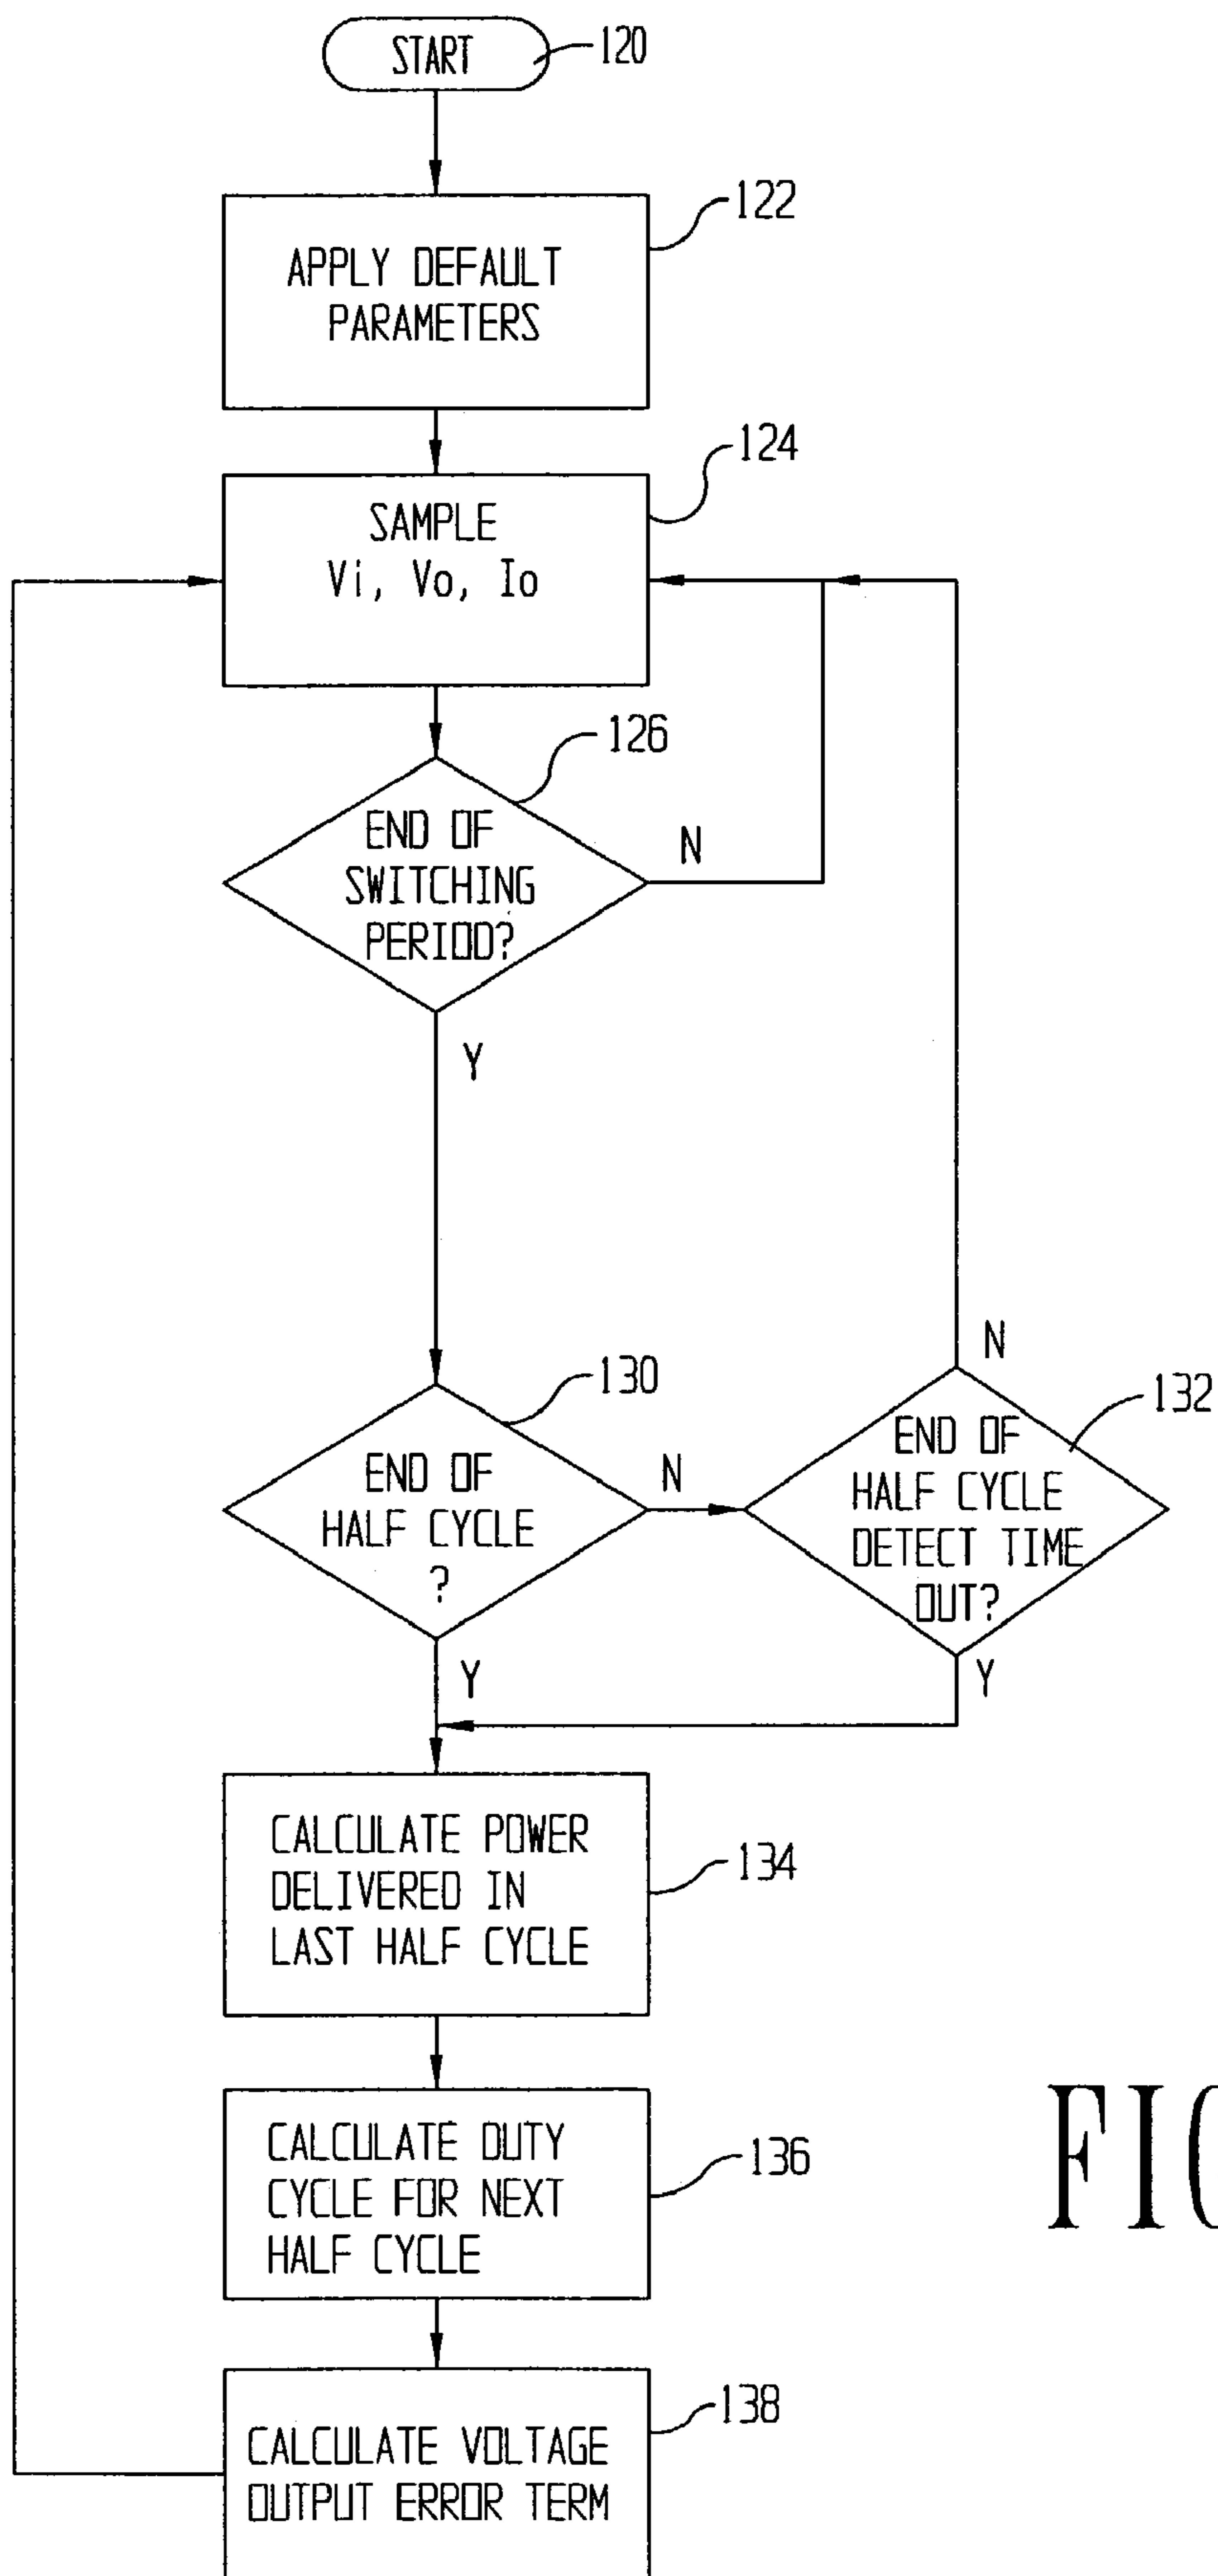 START
120
122
APPLY DEFAULT
PARAMETERS
124
SAMPLE
Vi, Vo, Io
126
END OF
SWITCHING
PERIOD?
N
Y
130
END OF
HALF CYCLE
?
N
N
132
END OF
HALF CYCLE
DETECT TIME
OUT?
Y
Y
CALCULATE POWER
DELIVERED IN
LAST HALF CYCLE
134
CALCULATE DUTY
CYCLE FOR NEXT
HALF CYCLE
136
138
CALCULATE VOLTAGE
OUTPUT ERROR TERM